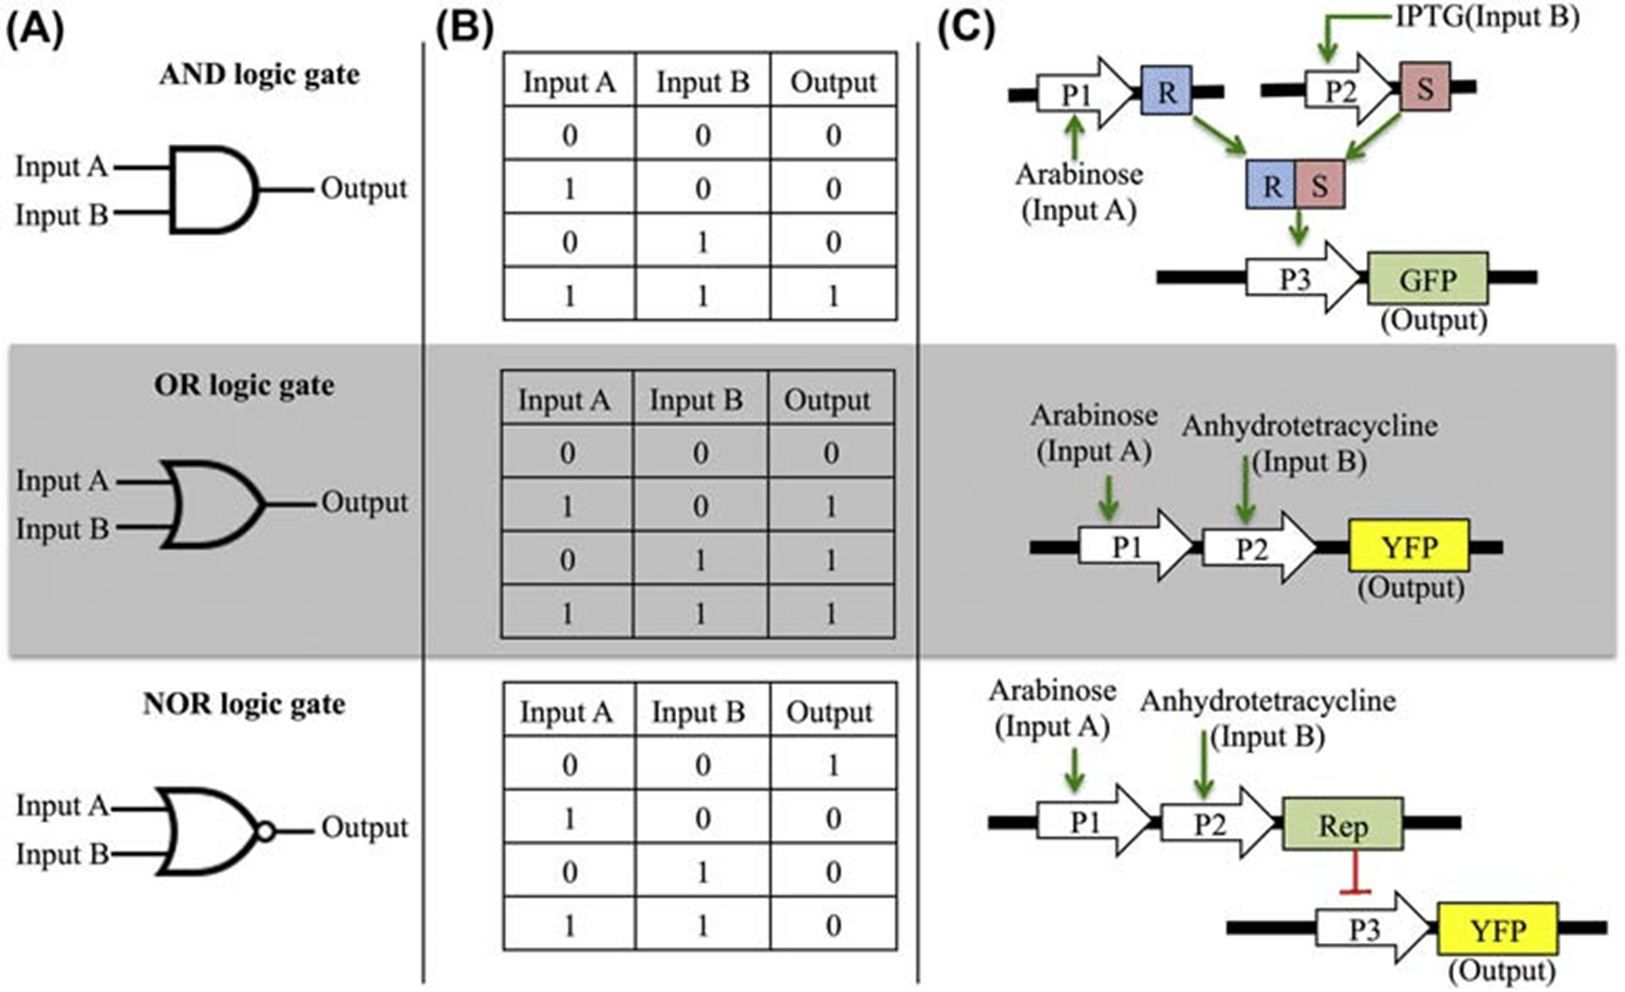 (A)
AND logic gate
Input A
Input B
Output
OR logic gate
Input A
Input B
Output
NOR logic gate
Input A
Input B
Output
(B)
Input A Input B Output
0 0 0
1 0 0
0 1 0
1 1 1
Input A Input B Output
0 0 0
1 0 1
0 1 1
1 1 1
Input A Input B Output
0 0 1
1 0 0
0 1 0
1 1 0
(C)
IPTG(Input B)
P1 R P2 S
Arabinose
(Input A)
R S
P3 GFP
(Output)
Arabinose
(Input A)
Anhydrotetracycline
(Input B)
P1 P2 YFP
(Output)
Arabinose
(Input A)
Anhydrotetracycline
(Input B)
P1 P2 Rep
P3 YFP
(Output)